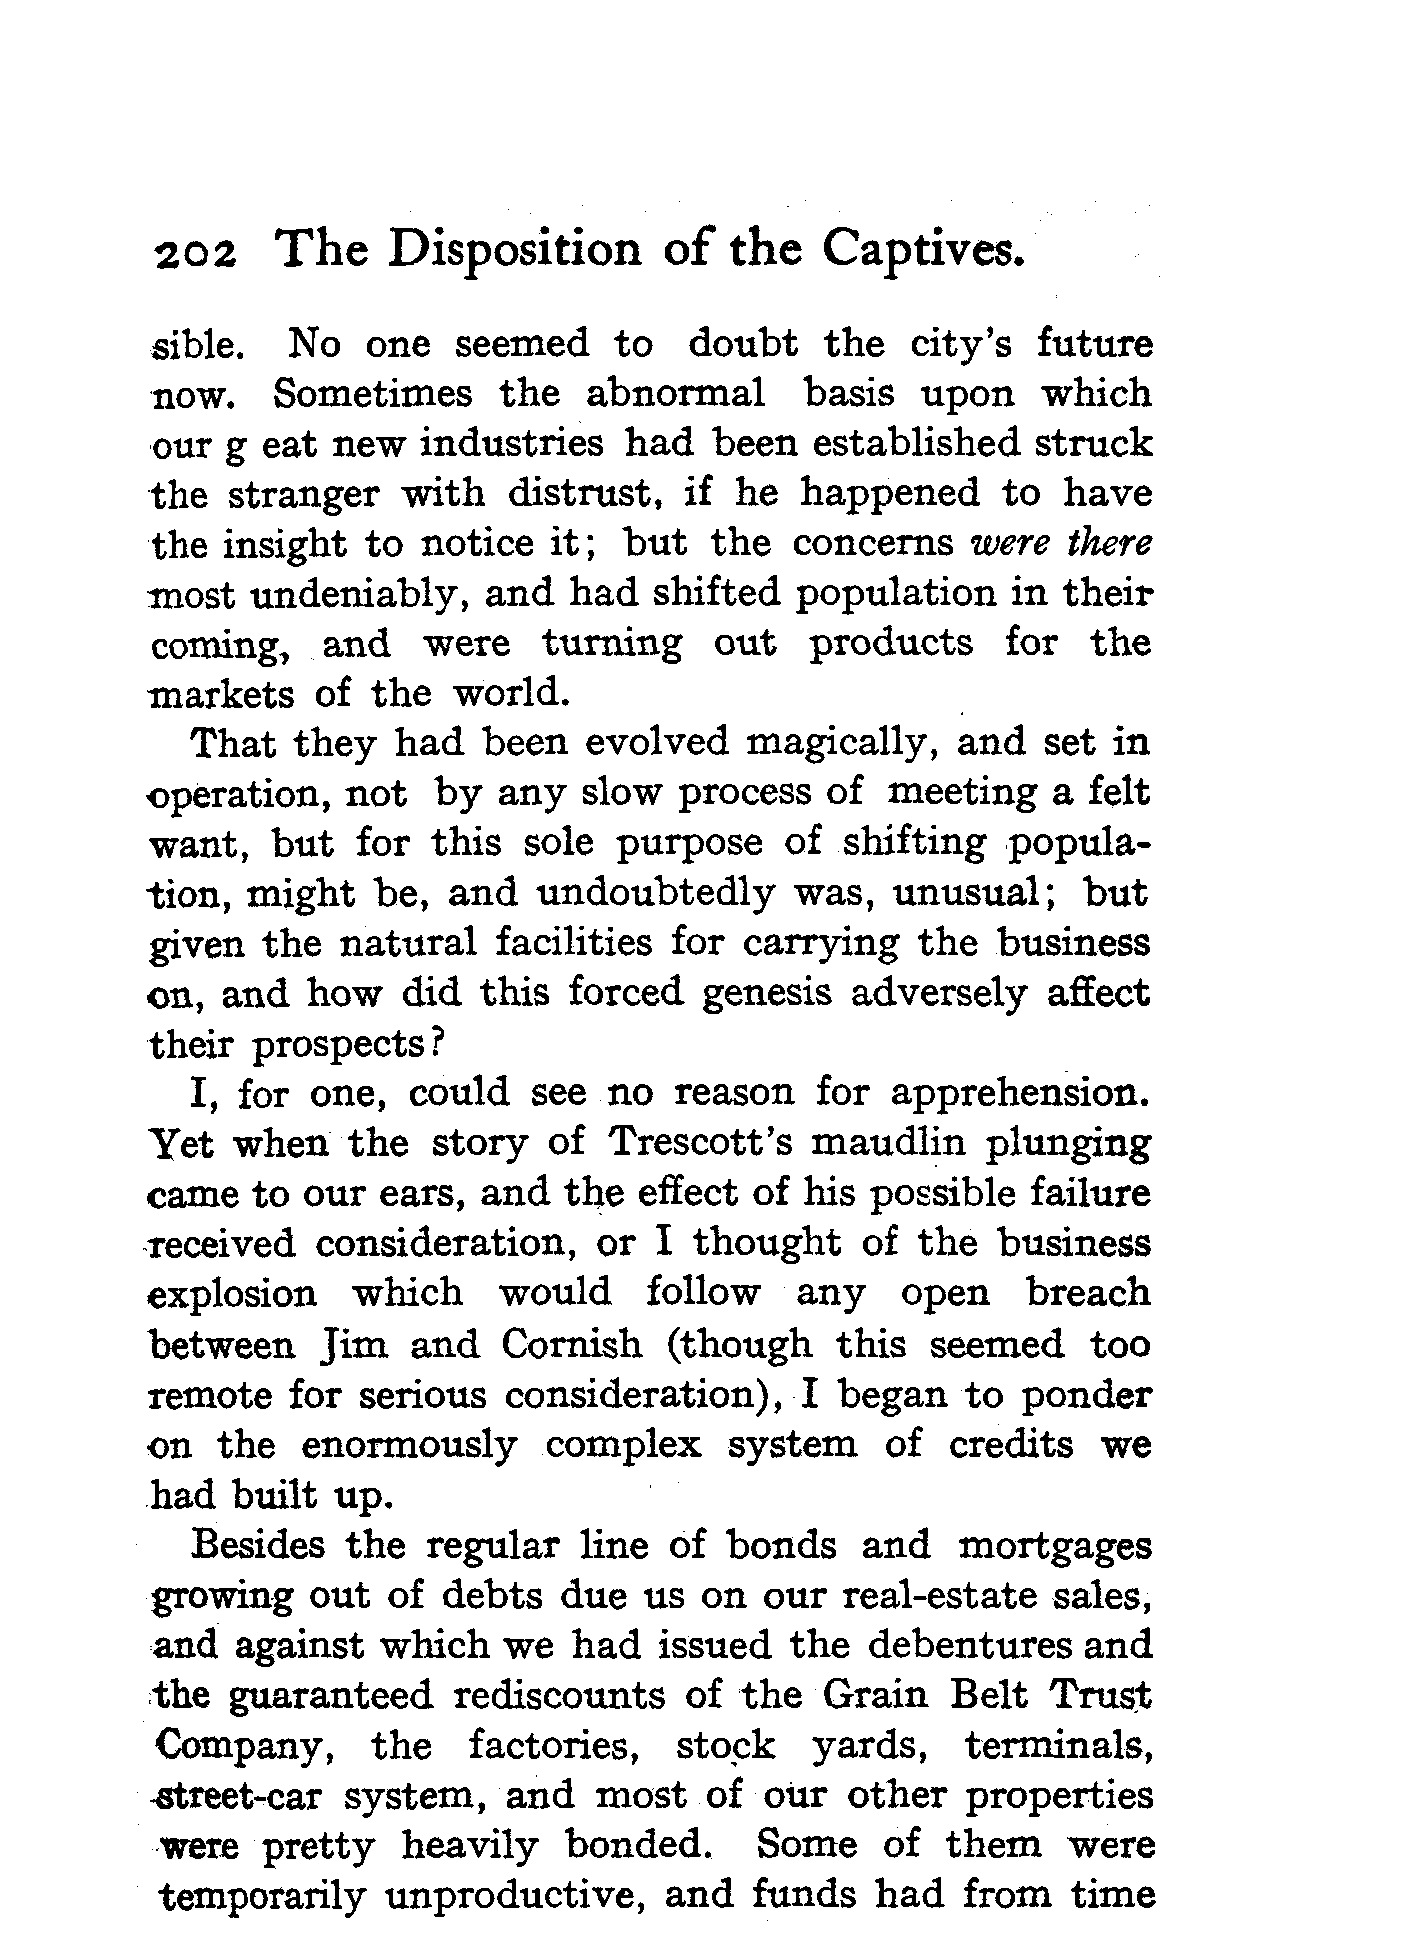 202 The Disposition of the Captives.
sible. No one seemed to doubt the city's future
now. Sometimes the abnormal basis upon which
our g eat new industries had been established struck
the stranger with distrust, if he happened to have
the insight to notice it; but the concerns were there
most undeniably, and had shifted population in their
coming, and were turning out products for the
markets of the world.
That they had been evolved magically, and set in
operation, not by any slow process of meeting a felt
want, but for this sole purpose of shifting popula-
tion, might be, and undoubtedly was, unusual; but
given the natural facilities for carrying the business
on, and how did this forced genesis adversely affect
their prospects?
I, for one, could see no reason for apprehension.
Yet when the story of Trescott's maudlin plunging
came to our ears, and the effect of his possible failure
received consideration, or I thought of the business
explosion which would follow any open breach
between Jim and Cornish (though this seemed too
remote for serious consideration), I began to ponder
on the enormously complex system of credits we
had built up.
Besides the regular line of bonds and mortgages
growing out of debts due us on our real-estate sales,
and against which we had issued the debentures and
the guaranteed rediscounts of the Grain Belt Trust
Company, the factories, stock yards, terminals,
street-car system, and most of our other properties
were pretty heavily bonded. Some of them were
temporarily unproductive, and funds had from time